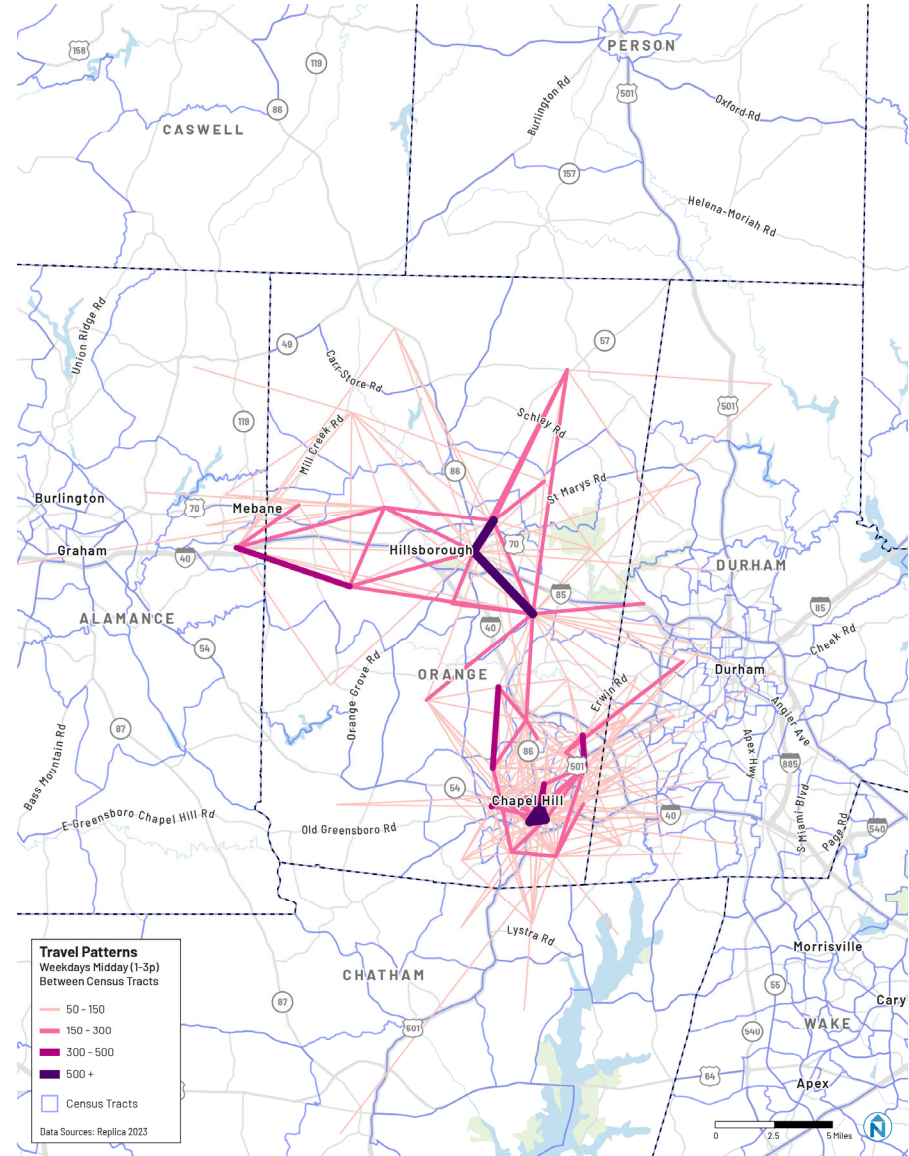 PERSON
158
119
501
86
Burlington Rd
Oxford Rd
CASWELL
157
Helena-Moriah Rd
Union Ridge Rd
49
57
Carr-Store-Rd
501
119
Schley Rd
Mill Creek Rd
86
St Marys Rd
Burlington
70
Mebane
Graham
40
Hillsborough
70
DURHAM
85
85
ALAMANCE
40
Cheek Rd
54
Orange Grove Rd
ORANGE
Erwin Rd
Durham
Angier Ave
87
86
501
Apex Hwy
885
Bass Mountain Rd
54
Chapel Hill
S Miami Blvd
E Greensboro Chapel Hill Rd
Old Greensboro Rd
40
Page Rd
540
Lystra Rd
Morrisville
CHATHAM
55
87
501
Cary
540
WAKE
64
Apex
Travel Patterns
Weekdays Midday (1-3p)
Between Census Tracts
50 - 150
150 - 300
300 - 500
500 +
Census Tracts
Data Sources: Replica 2023
0 2.5 5 Miles
N